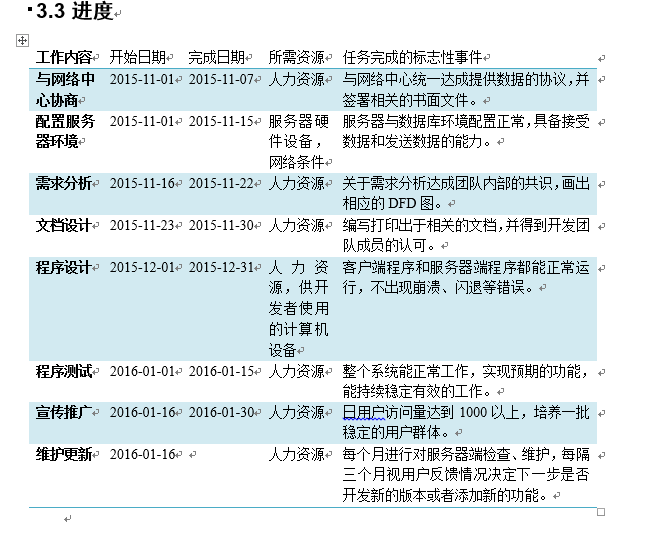 3.3 进度
工作内容 开始日期 完成日期 所需资源 任务完成的标志性事件
与网络中 2015-11-01 2015-11-07 人力资源 与网络中心统一达成提供数据的协议，并
心协商 签署相关的书面文件。
配置服务 2015-11-01 2015-11-15 服务器硬 服务器与数据库环境配置正常，具备接受
器环境 件设备， 数据和发送数据的能力。
网络条件
需求分析 2015-11-16 2015-11-22 人力资源 关于需求分析达成团队内部的共识，画出
相应的 DFD 图。
文档设计 2015-11-23 2015-11-30 人力资源 编写打印出于相关的文档，并得到开发团
队成员的认可。
程序设计 2015-12-01 2015-12-31 人力资 客户端程序和服务器端程序都能正常运
源，供开 行，不出现崩溃、闪退等错误。
发者使用
的计算机
设备
程序测试 2016-01-01 2016-01-15 人力资源 整个系统能正常工作，实现预期的功能，
能持续稳定有效的工作。
宣传推广 2016-01-16 2016-01-30 人力资源 日用户访问量达到 1000 以上，培养一批
稳定的用户群体。
维护更新 2016-01-16 人力资源 每个月进行对服务器端检查、维护，每隔
三个月视用户反馈情况决定下一步是否
开发新的版本或者添加新的功能。